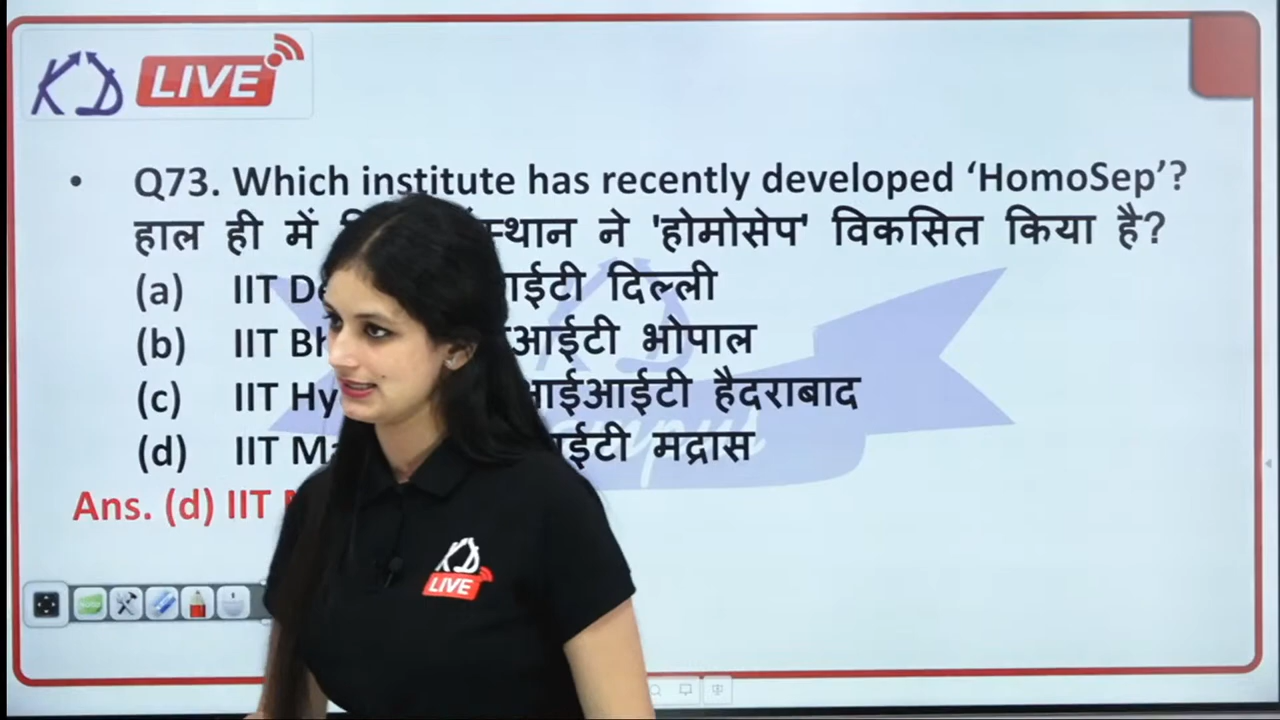 KD LIVE
• Q73. Which institute has recently developed ‘HomoSep’?
हाल ही में स्थान ने 'होमोसेप' विकसित किया है?
(a) IIT De ाईटी दिल्ली
(b) IIT Bh आईटी भोपाल
(c) IIT Hy आईआईटी हैदराबाद
(d) IIT Ma ाईटी मद्रास
Ans. (d) IIT
KD
LIVE